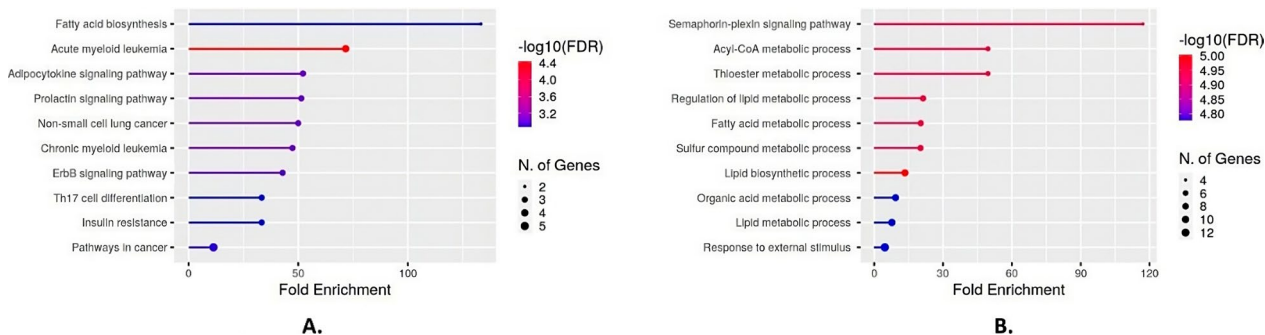 Fatty acid biosynthesis
Acute myeloid leukemia
Adipocytokine signaling pathway
Prolactin signaling pathway
Non-small cell lung cancer
Chronic myeloid leukemia
ErbB signaling pathway
Th17 cell differentiation
Insulin resistance
Pathways in cancer
0 50 100
Fold Enrichment
-log10(FDR)
4.4
4.0
3.6
3.2
N. of Genes
2
3
4
5
A.
Semaphorin-plexin signaling pathway
Acyl-CoA metabolic process
Thioester metabolic process
Regulation of lipid metabolic process
Fatty acid metabolic process
Sulfur compound metabolic process
Lipid biosynthetic process
Organic acid metabolic process
Lipid metabolic process
Response to external stimulus
0 30 60 90 120
Fold Enrichment
-log10(FDR)
5.00
4.95
4.90
4.85
4.80
N. of Genes
4
6
8
10
12
B.